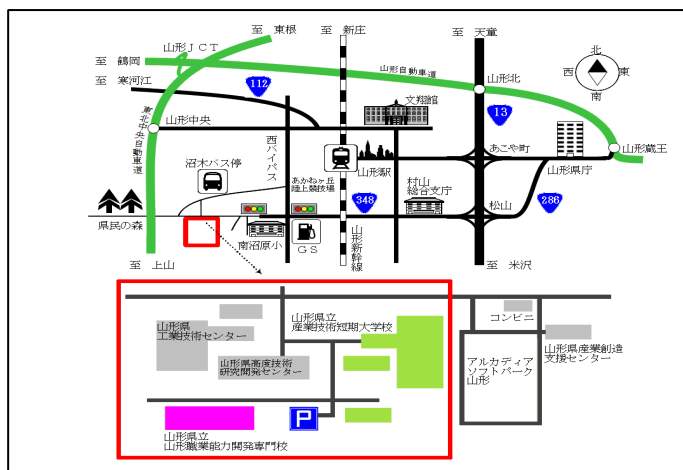 至 東根
至 新庄
至 天童
山形JCT
北
西
東
南
至 鶴岡
至 寒河江
山形自動車道
山形北
112
13
文翔館
東北中央自動車道
山形中央
西バイパス
あこや町
山形蔵王
沼木バス停
あかねヶ丘
陸上競技場
山形駅
村山
総合支庁
山形県庁
348
松山
286
県民の森
南沼原小
GS
山形新幹線
至 上山
至 米沢
山形県
工業技術センター
山形県立
産業技術短期大学校
山形県高度技術
研究開発センター
コンビニ
アルカディア
ソフトパーク
山形
山形県産業創造
支援センター
P
山形県立
山形職業能力開発専門校